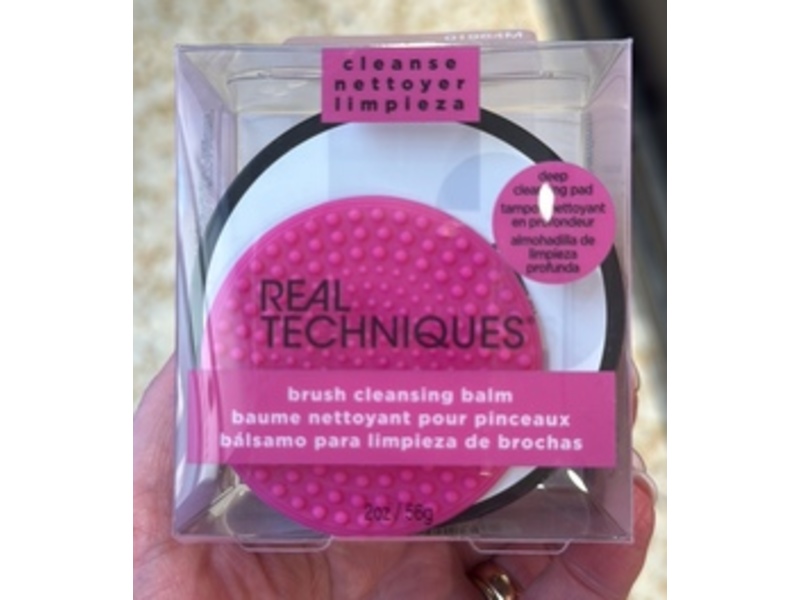 cleanse
nettoyer
limpieza
deep
cleansing pad
tampon nettoyant
en profondeur
almohadilla de
limpieza
profunda
REAL
TECHNIQUES™
brush cleansing balm
baume nettoyant pour pinceaux
bálsamo para limpieza de brochas
2oz / 56g